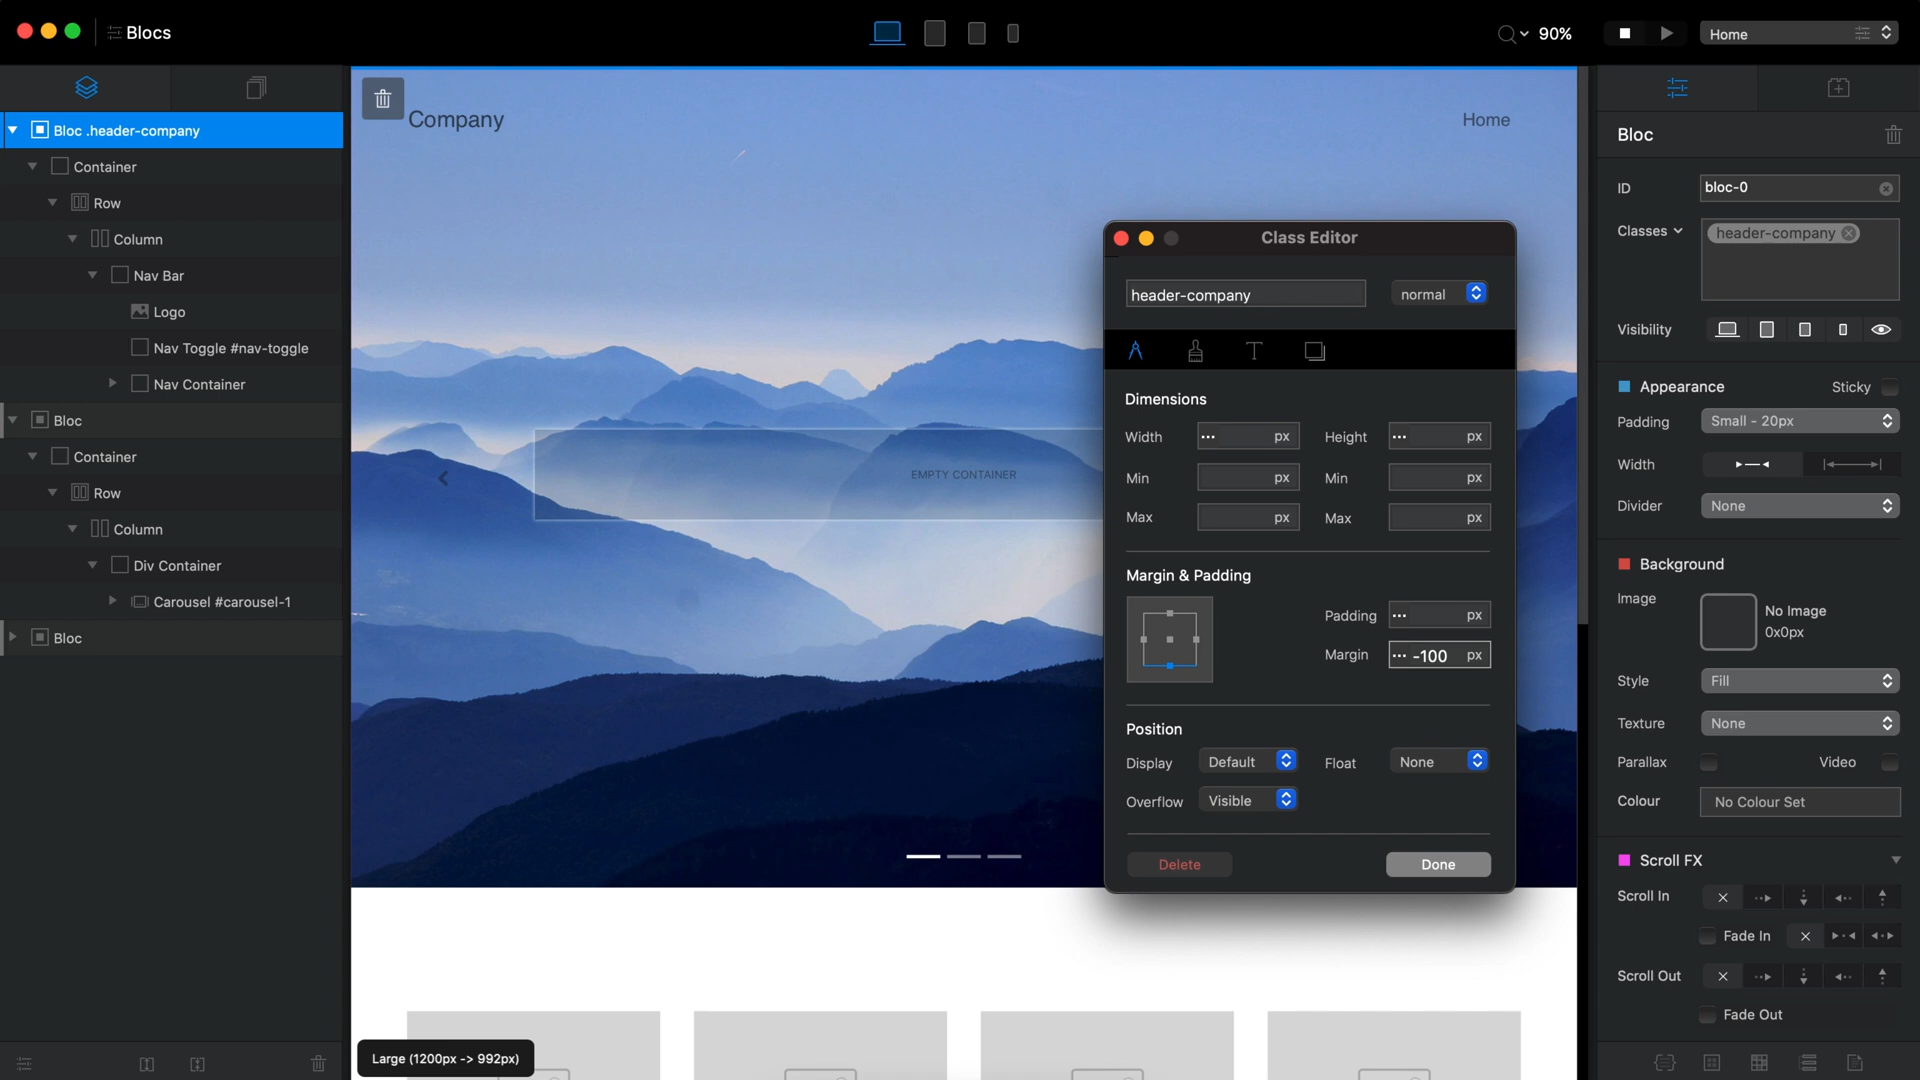 Blocs
90%
Home
Bloc .header-company
Container
Row
Column
Nav Bar
Logo
Nav Toggle #nav-toggle
Nav Container
Bloc
Container
Row
Column
Div Container
Carousel #carousel-1
Bloc
Company
Home
EMPTY CONTAINER
Large (1200px -> 992px)
Class Editor
header-company
normal
Dimensions
Width ... px Height ... px
Min px Min px
Max px Max px
Margin & Padding
Padding ... px
Margin ... -100 px
Position
Display Default Float None
Overflow Visible
Delete Done
Bloc
ID bloc-0
Classes header-company
Visibility
Appearance Sticky
Padding Small - 20px
Width
Divider None
Background
Image No Image
0x0px
Style Fill
Texture None
Parallax Video
Colour No Colour Set
Scroll FX
Scroll In
Fade In
Scroll Out
Fade Out